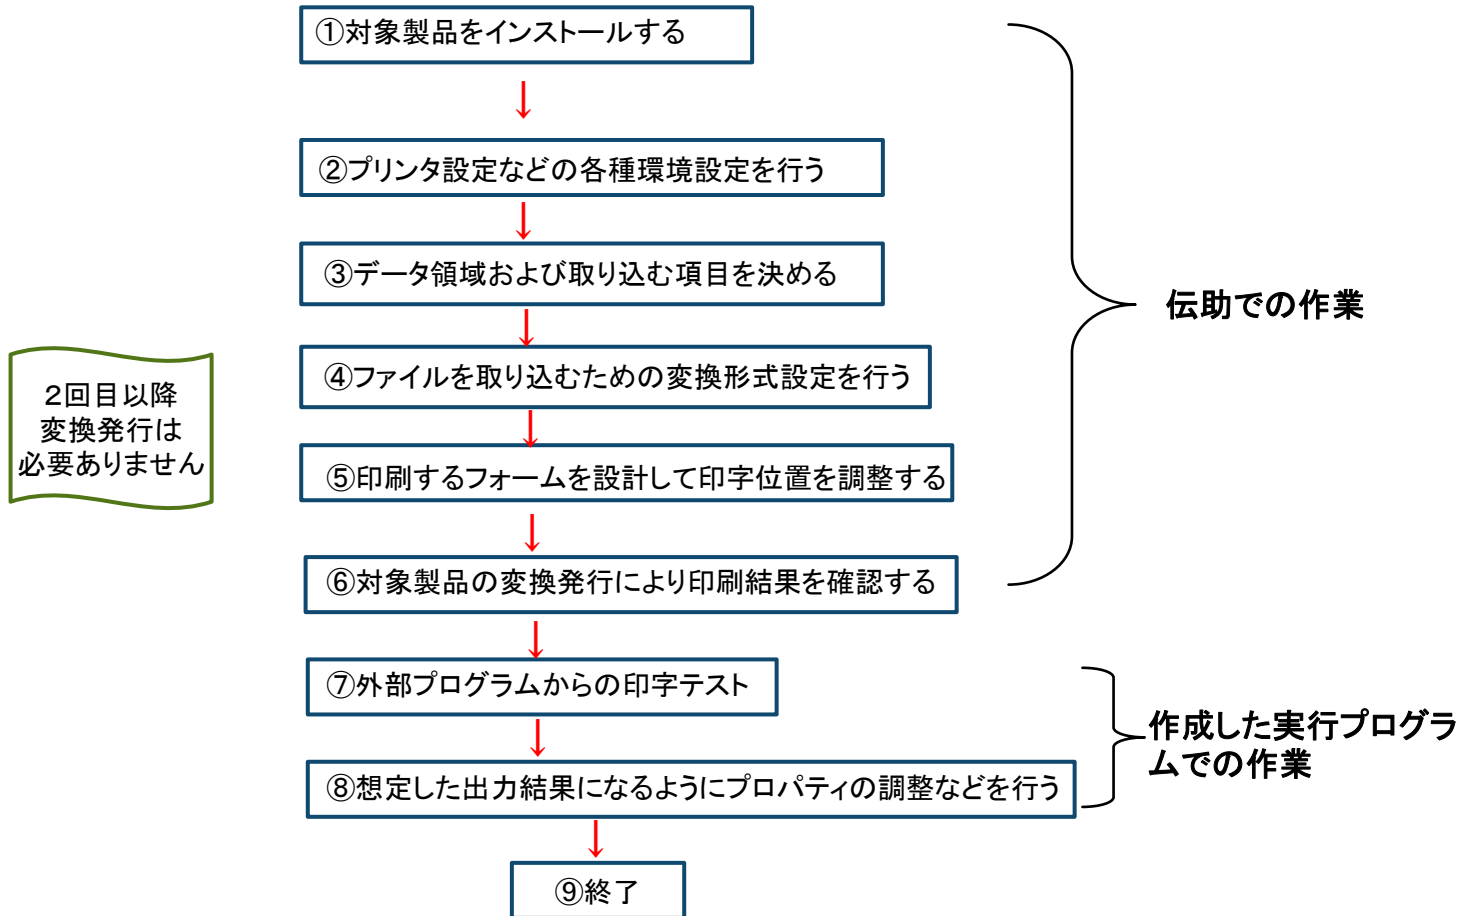 ①対象製品をインストールする
②プリンタ設定などの各種環境設定を行う
③データ領域および取り込む項目を決める
伝助での作業
④ファイルを取り込むための変換形式設定を行う
2回目以降
変換発行は
必要ありません
⑤印刷するフォームを設計して印字位置を調整する
⑥対象製品の変換発行により印刷結果を確認する
⑦外部プログラムからの印字テスト
作成した実行プログラ
ムでの作業
⑧想定した出力結果になるようにプロパティの調整などを行う
⑨終了